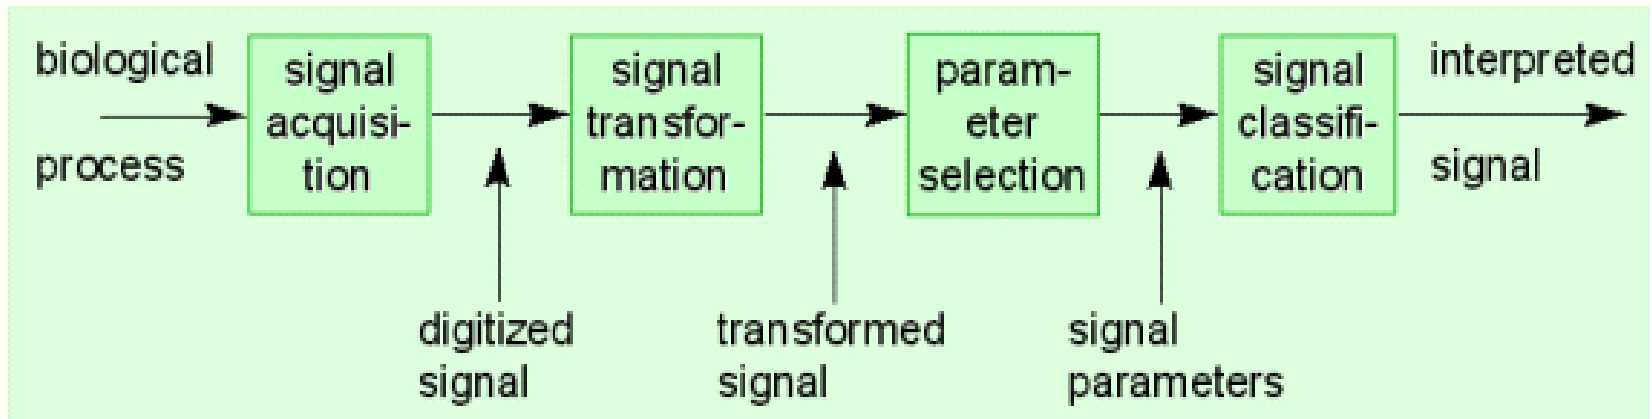 biological
process
signal
acquisi-
tion
signal
transfor-
mation
param-
eter
selection
signal
classifi-
cation
interpreted
signal
digitized
signal
transformed
signal
signal
parameters